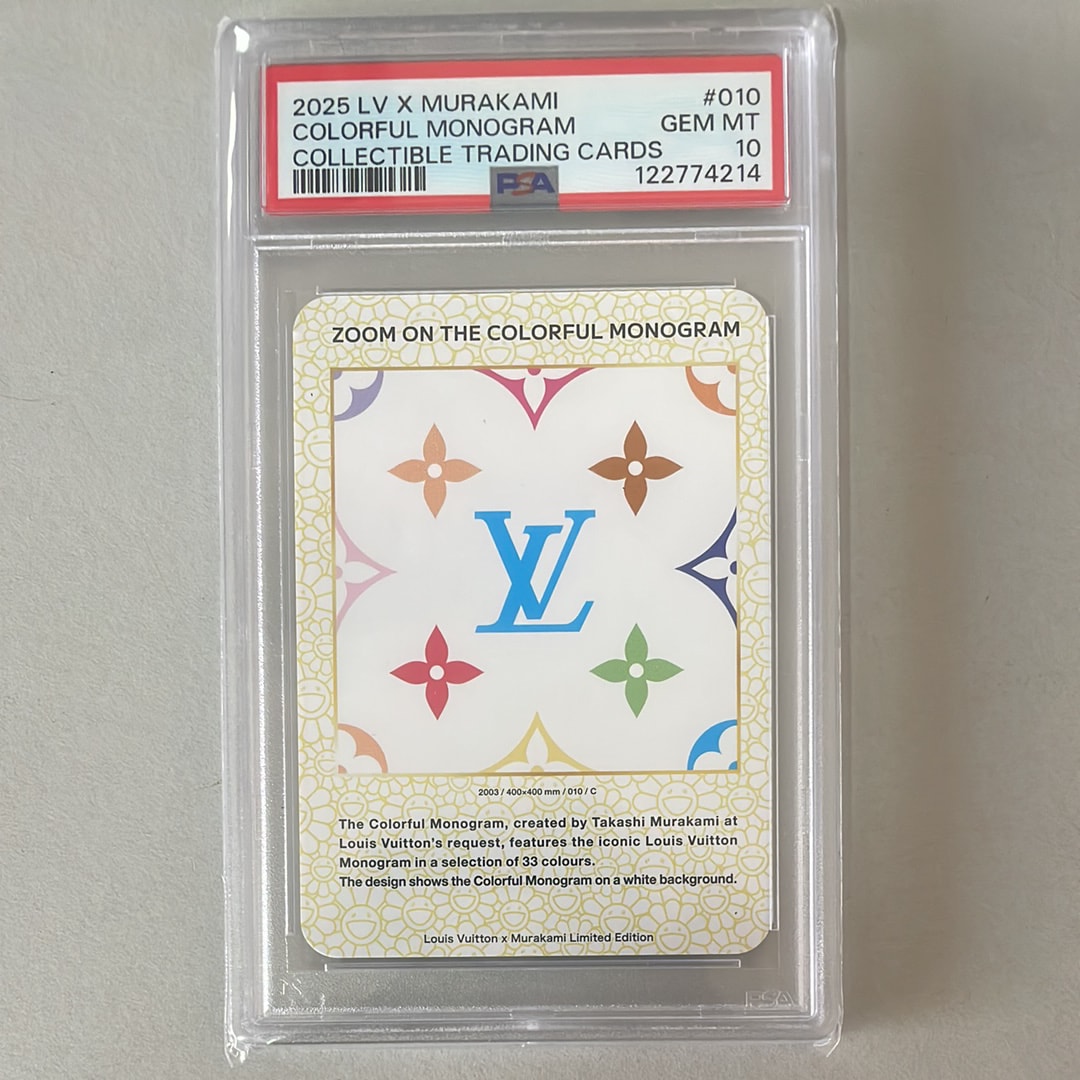 2025 LV X MURAKAMI #010
COLORFUL MONOGRAM GEM MT
COLLECTIBLE TRADING CARDS 10
PSA 122774214
ZOOM ON THE COLORFUL MONOGRAM
LV
2003 / 400×400 mm / 010 / C
The Colorful Monogram, created by Takashi Murakami at
Louis Vuitton's request, features the iconic Louis Vuitton
Monogram in a selection of 33 colours.
The design shows the Colorful Monogram on a white background.
Louis Vuitton x Murakami Limited Edition
PSA